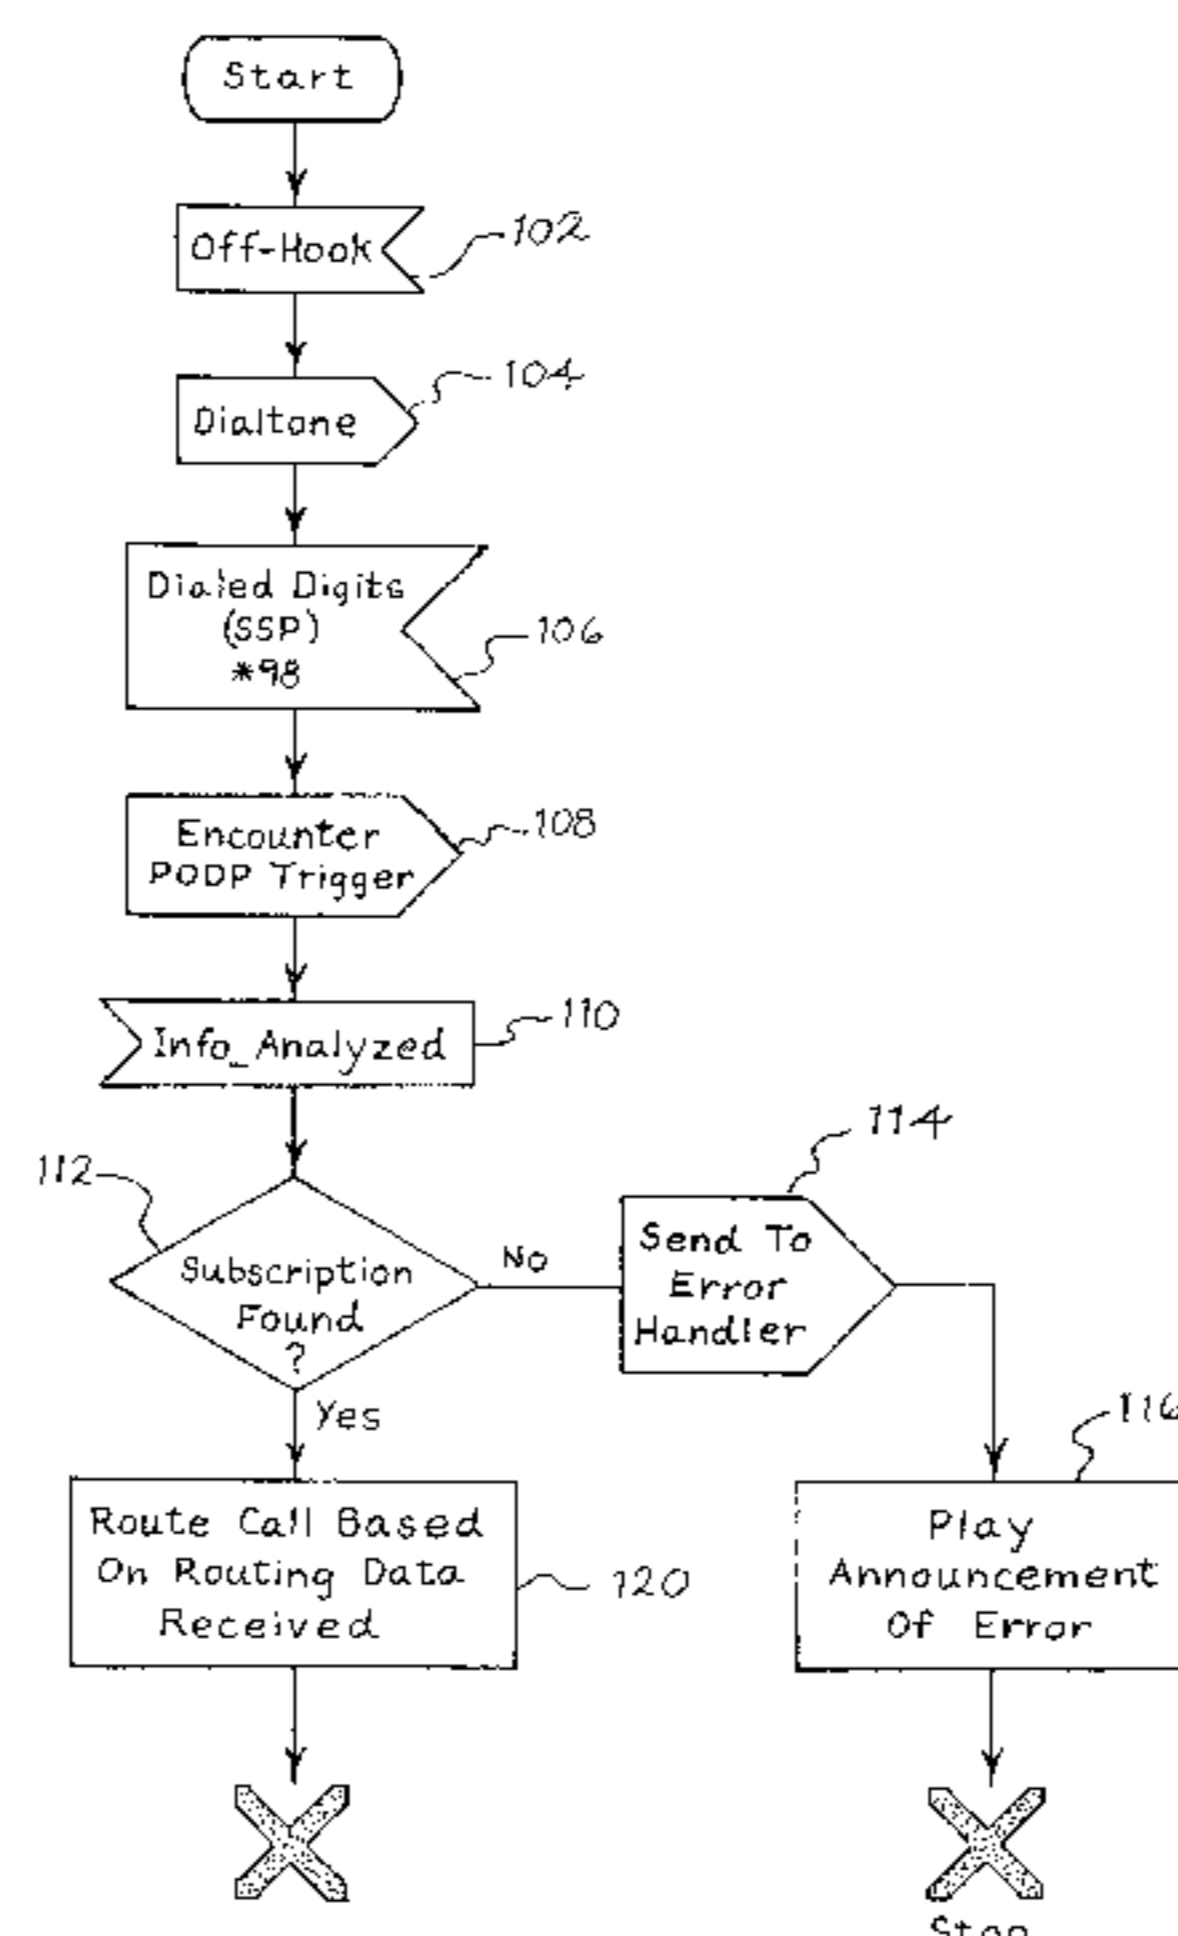 Start
Off-Hook
102
104
Dialtone
Dialed Digits
(SSP)
*98
106
Encounter
PODP Trigger
108
Info_Analyzed
110
112
Subscription
Found
?
No
Yes
114
Send To
Error
Handler
116
Route Call Based
On Routing Data
Received
120
Play
Announcement
Of Error
Stop